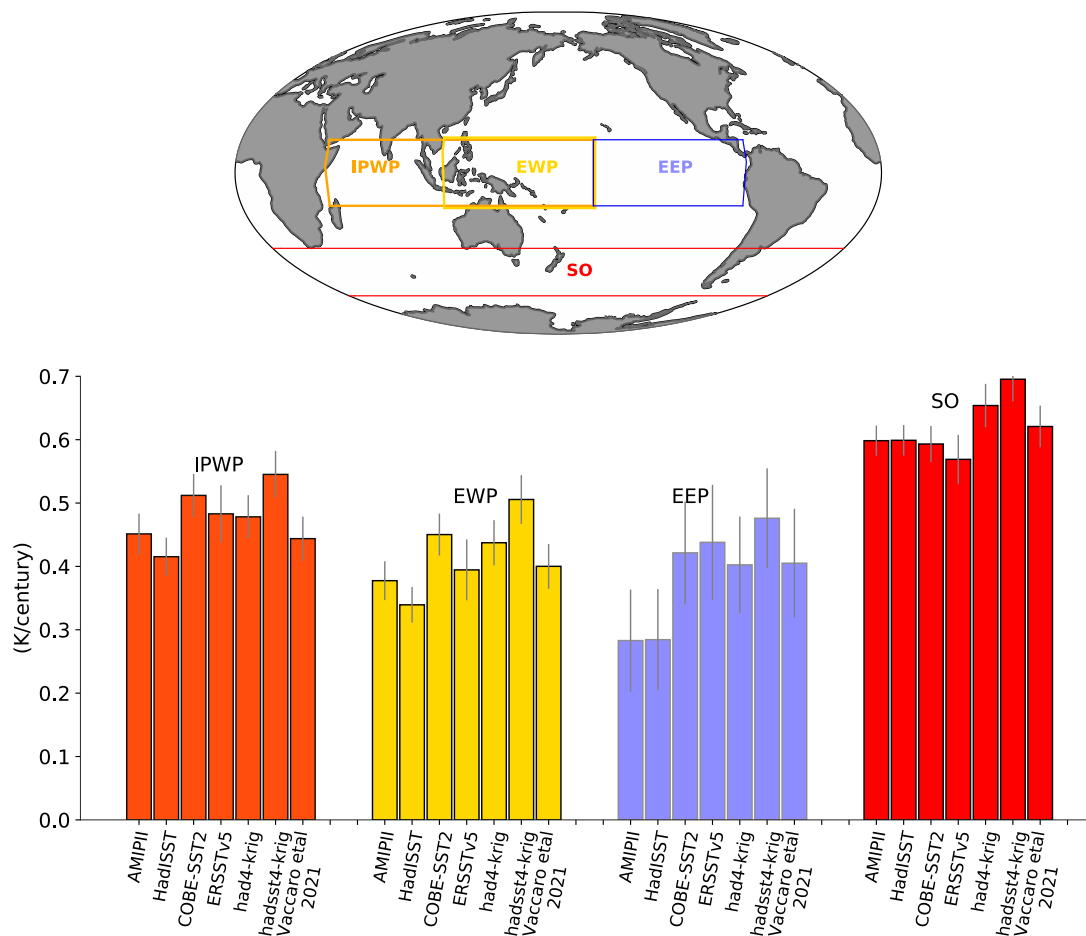 IPWP
EWP
EEP
SO
(K/century)
0.7
0.6
0.5
0.4
0.3
0.2
0.1
0.0
IPWP
EWP
EEP
SO
AMIPII
HadISST
COBE-SST2
ERSSTv5
had4-krig
hadsst4-krig
Vaccaro etal
2021
AMIPII
HadISST
COBE-SST2
ERSSTv5
had4-krig
hadsst4-krig
Vaccaro etal
2021
AMIPII
HadISST
COBE-SST2
ERSSTv5
had4-krig
hadsst4-krig
Vaccaro etal
2021
AMIPII
HadISST
COBE-SST2
ERSSTv5
had4-krig
hadsst4-krig
Vaccaro etal
2021